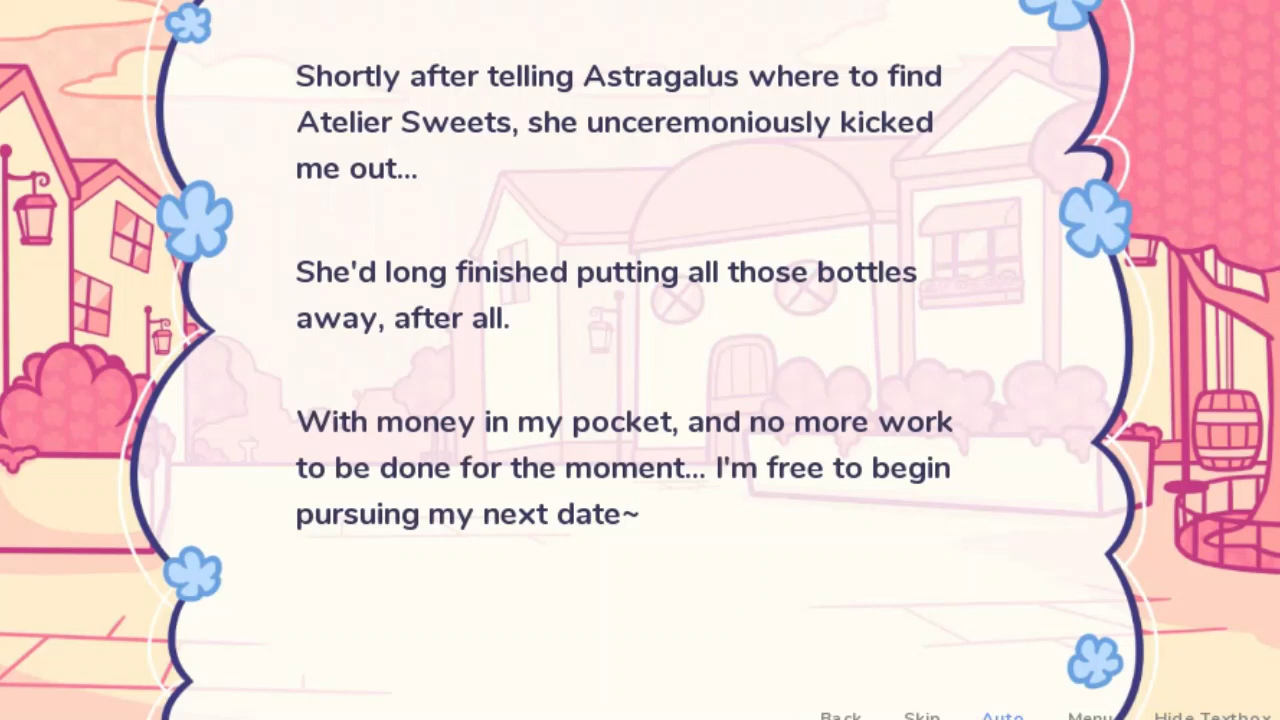 Shortly after telling Astragalus where to find
Atelier Sweets, she unceremoniously kicked
me out...
She'd long finished putting all those bottles
away, after all.
With money in my pocket, and no more work
to be done for the moment... I'm free to begin
pursuing my next date~
Back Skip Auto Menu Hide Textbox